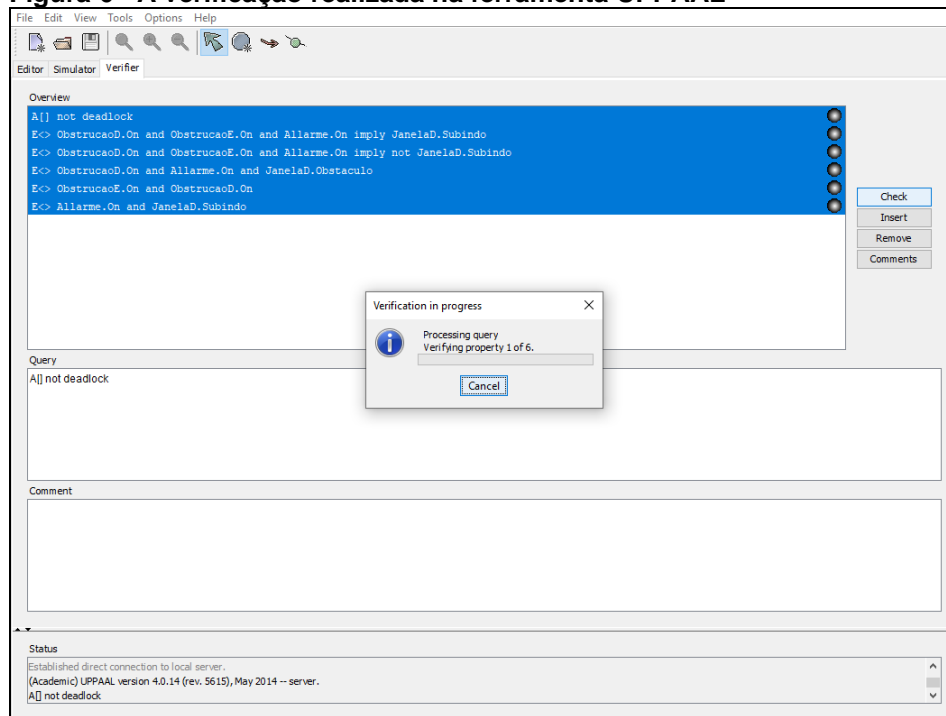 Figura 6 - A verificação realizada na ferramenta UPPAAL
File Edit View Tools Options Help
Editor Simulator Verifier
Overview
A[] not deadlock
E<> ObstrucaoD.On and ObstrucaoE.On and Allarme.On imply JanelaD.Subindo
E<> ObstrucaoD.On and ObstrucaoE.On and Allarme.On imply not JanelaD.Subindo
E<> ObstrucaoD.On and Allarme.On and JanelaD.Obstaculo
E<> ObstrucaoE.On and ObstrucaoD.On
E<> Allarme.On and JanelaD.Subindo
Check
Insert
Remove
Comments
Verification in progress
Processing query
Verifying property 1 of 6.
Cancel
Query
A[] not deadlock
Comment
Status
Established direct connection to local server.
(Academic) UPPAAL version 4.0.14 (rev. 5615), May 2014 -- server.
A[] not deadlock